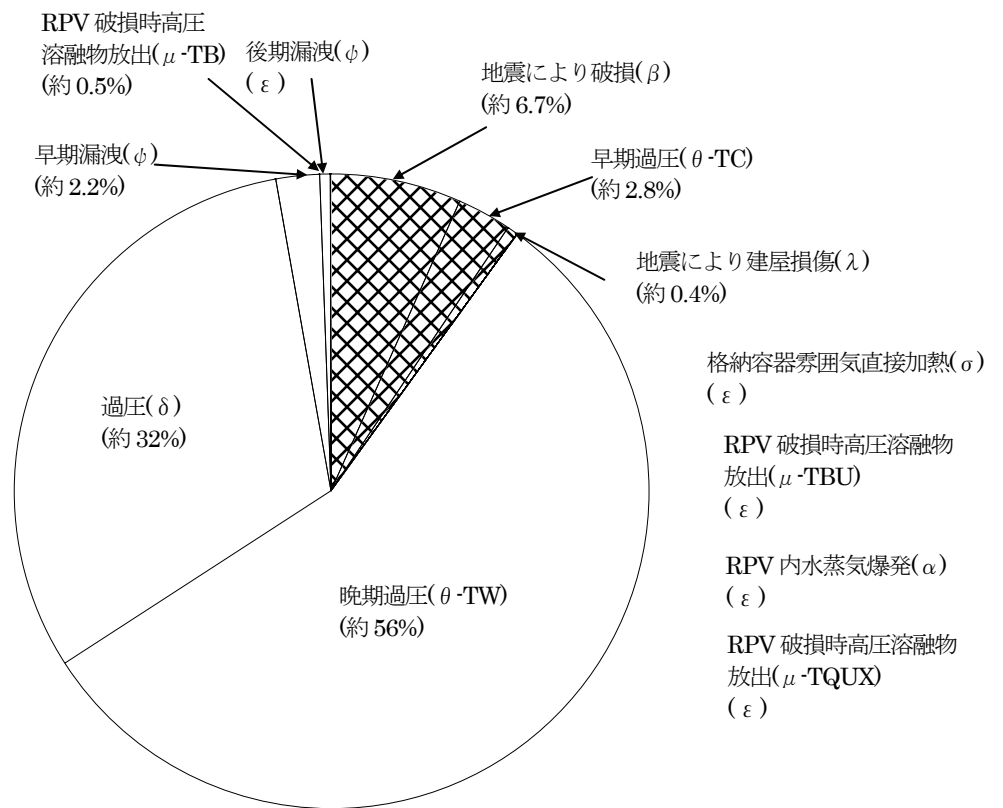 RPV 破損時高圧
溶融物放出(μ-TB)
(約 0.5%)
後期漏洩(ψ)
(ε)
地震により破損(β)
(約 6.7%)
早期漏洩(ψ)
(約 2.2%)
早期過圧(θ-TC)
(約 2.8%)
地震により建屋損傷(λ)
(約 0.4%)
格納容器雰囲気直接加熱(σ)
(ε)
過圧(δ)
(約 32%)
RPV 破損時高圧溶融物
放出(μ-TBU)
(ε)
RPV 内水蒸気爆発(α)
(ε)
晩期過圧(θ-TW)
(約 56%)
RPV 破損時高圧溶融物
放出(μ-TQUX)
(ε)